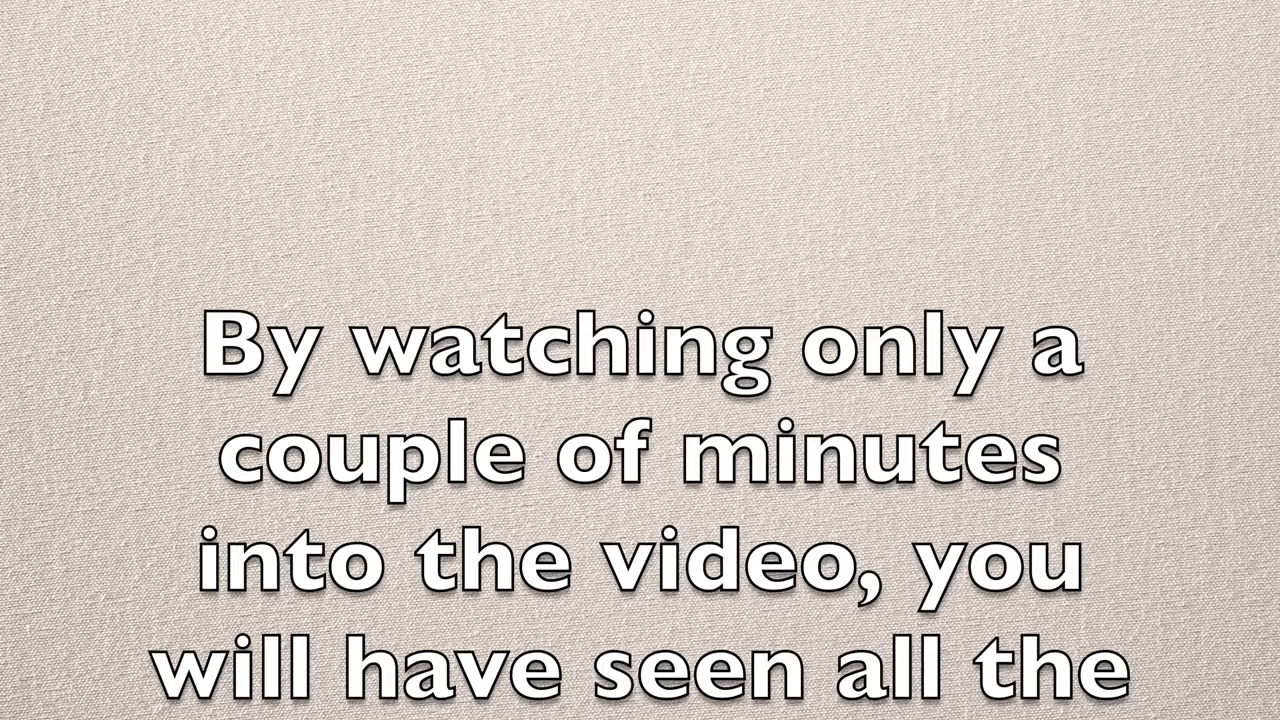 By watching only a
couple of minutes
into the video, you
will have seen all the